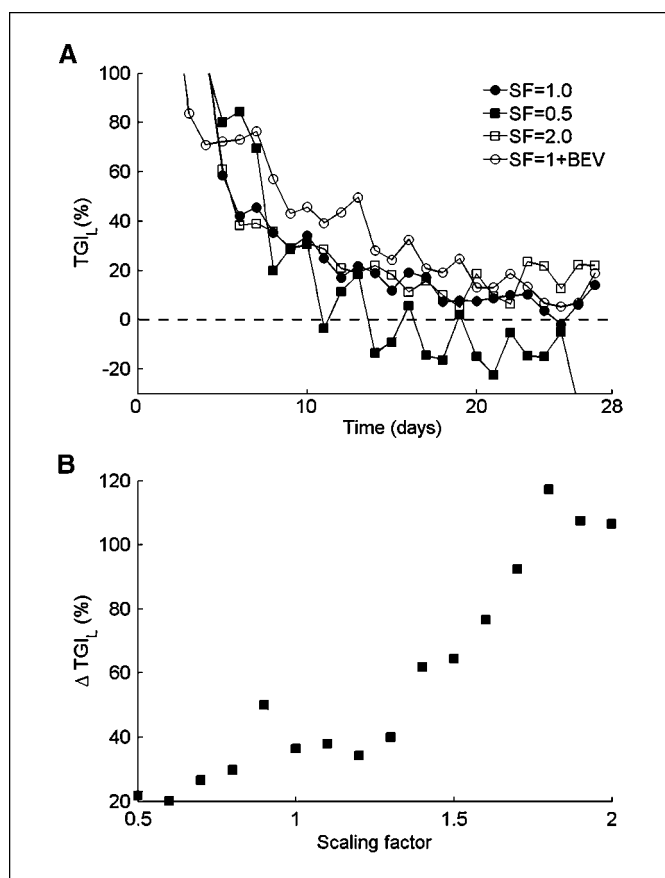 A
100
80
60
40
20
0
-20
TGI_L (%)
SF=1.0
SF=0.5
SF=2.0
SF=1+BEV
0 10 20 28
Time (days)
B
120
100
80
60
40
20
Δ TGI_L (%)
0.5 1 1.5 2
Scaling factor